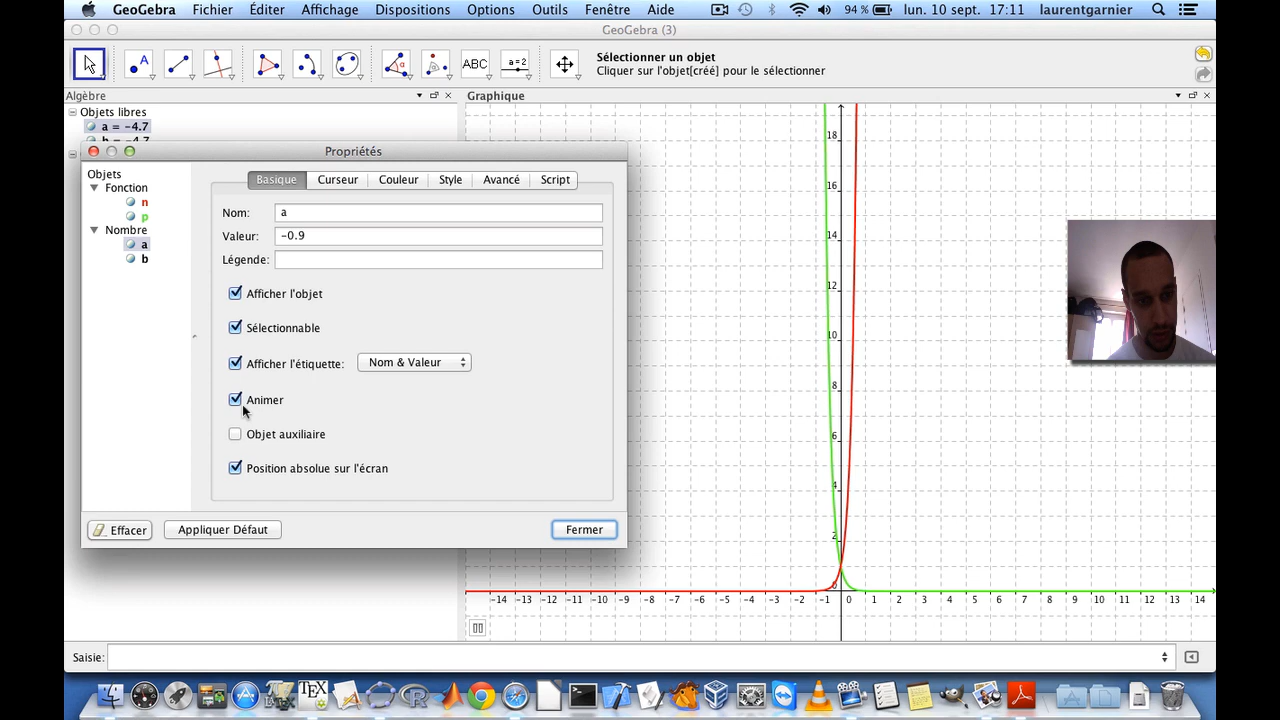 GeoGebra Fichier Éditer Affichage Dispositions Options Outils Fenêtre Aide 94 % lun. 10 sept. 17:11 laurentgarnier
GeoGebra (3)
A ABC a=2 Sélectionner un objet
Cliquer sur l'objet[créé] pour le sélectionner
Algèbre
Graphique
Objets libres
a = -4.7
b = -4.7
Propriétés
Objets
Fonction
n
p
Nombre
a
b
Basique Curseur Couleur Style Avancé Script
Nom: a
Valeur: -0.9
Légende:
Afficher l'objet
Sélectionnable
Afficher l'étiquette: Nom & Valeur
Animer
Objet auxiliaire
Position absolue sur l'écran
Effacer Appliquer Défaut Fermer
18
16
14
12
10
8
6
4
2
0
-14 -13 -12 -11 -10 -9 -8 -7 -6 -5 -4 -3 -2 -1 0 1 2 3 4 5 6 7 8 9 10 11 12 13 14
Saisie:
TEX R